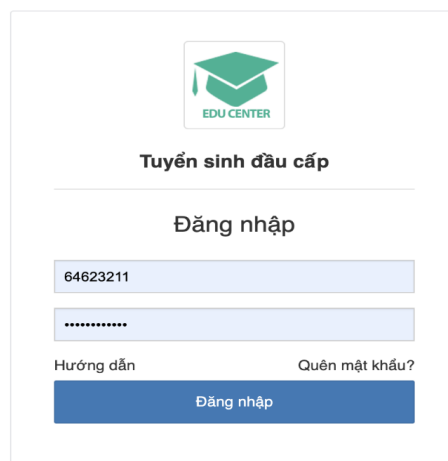 EDU CENTER
Tuyển sinh đầu cấp
Đăng nhập
64623211
••••••••••••
Hướng dẫn Quên mật khẩu?
Đăng nhập